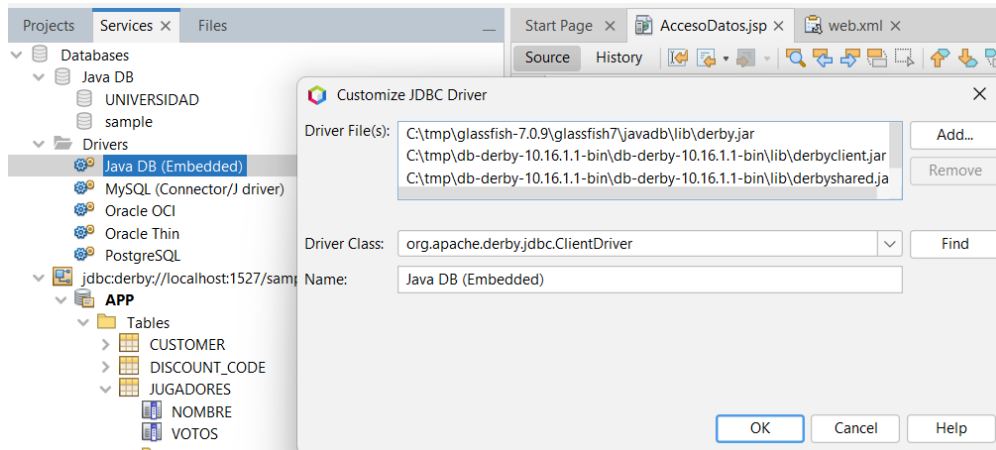 Projects Services × Files
Databases
Java DB
UNIVERSIDAD
sample
Drivers
Java DB (Embedded)
MySQL (Connector/J driver)
Oracle OCI
Oracle Thin
PostgreSQL
jdbc:derby://localhost:1527/sam
APP
Tables
CUSTOMER
DISCOUNT_CODE
JUGADORES
NOMBRE
VOTOS
Start Page × AccesoDatos.jsp × web.xml ×
Source History
Customize JDBC Driver
Driver File(s):
C:\tmp\glassfish-7.0.9\glassfish7\javadb\lib\derby.jar
C:\tmp\db-derby-10.16.1.1-bin\db-derby-10.16.1.1-bin\lib\derbyclient.jar
C:\tmp\db-derby-10.16.1.1-bin\db-derby-10.16.1.1-bin\lib\derbyshared.ja
Add...
Remove
Driver Class: org.apache.derby.jdbc.ClientDriver Find
Name: Java DB (Embedded)
OK Cancel Help